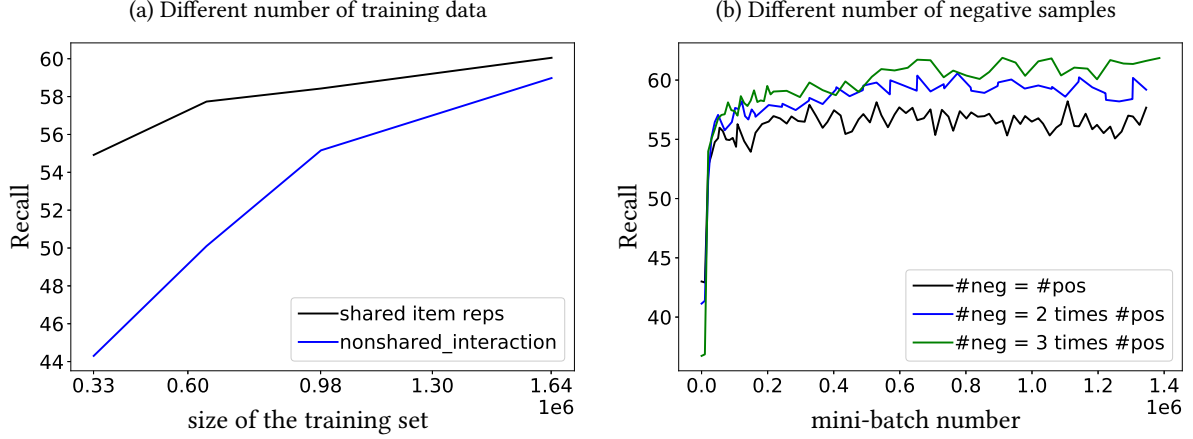 (a) Different number of training data
60
58
56
54
52
50
48
46
44
Recall
shared item reps
nonshared_interaction
0.33 0.60 0.98 1.30 1.64
1e6
size of the training set
(b) Different number of negative samples
60
55
50
45
40
Recall
#neg = #pos
#neg = 2 times #pos
#neg = 3 times #pos
0.0 0.2 0.4 0.6 0.8 1.0 1.2 1.4
1e6
mini-batch number